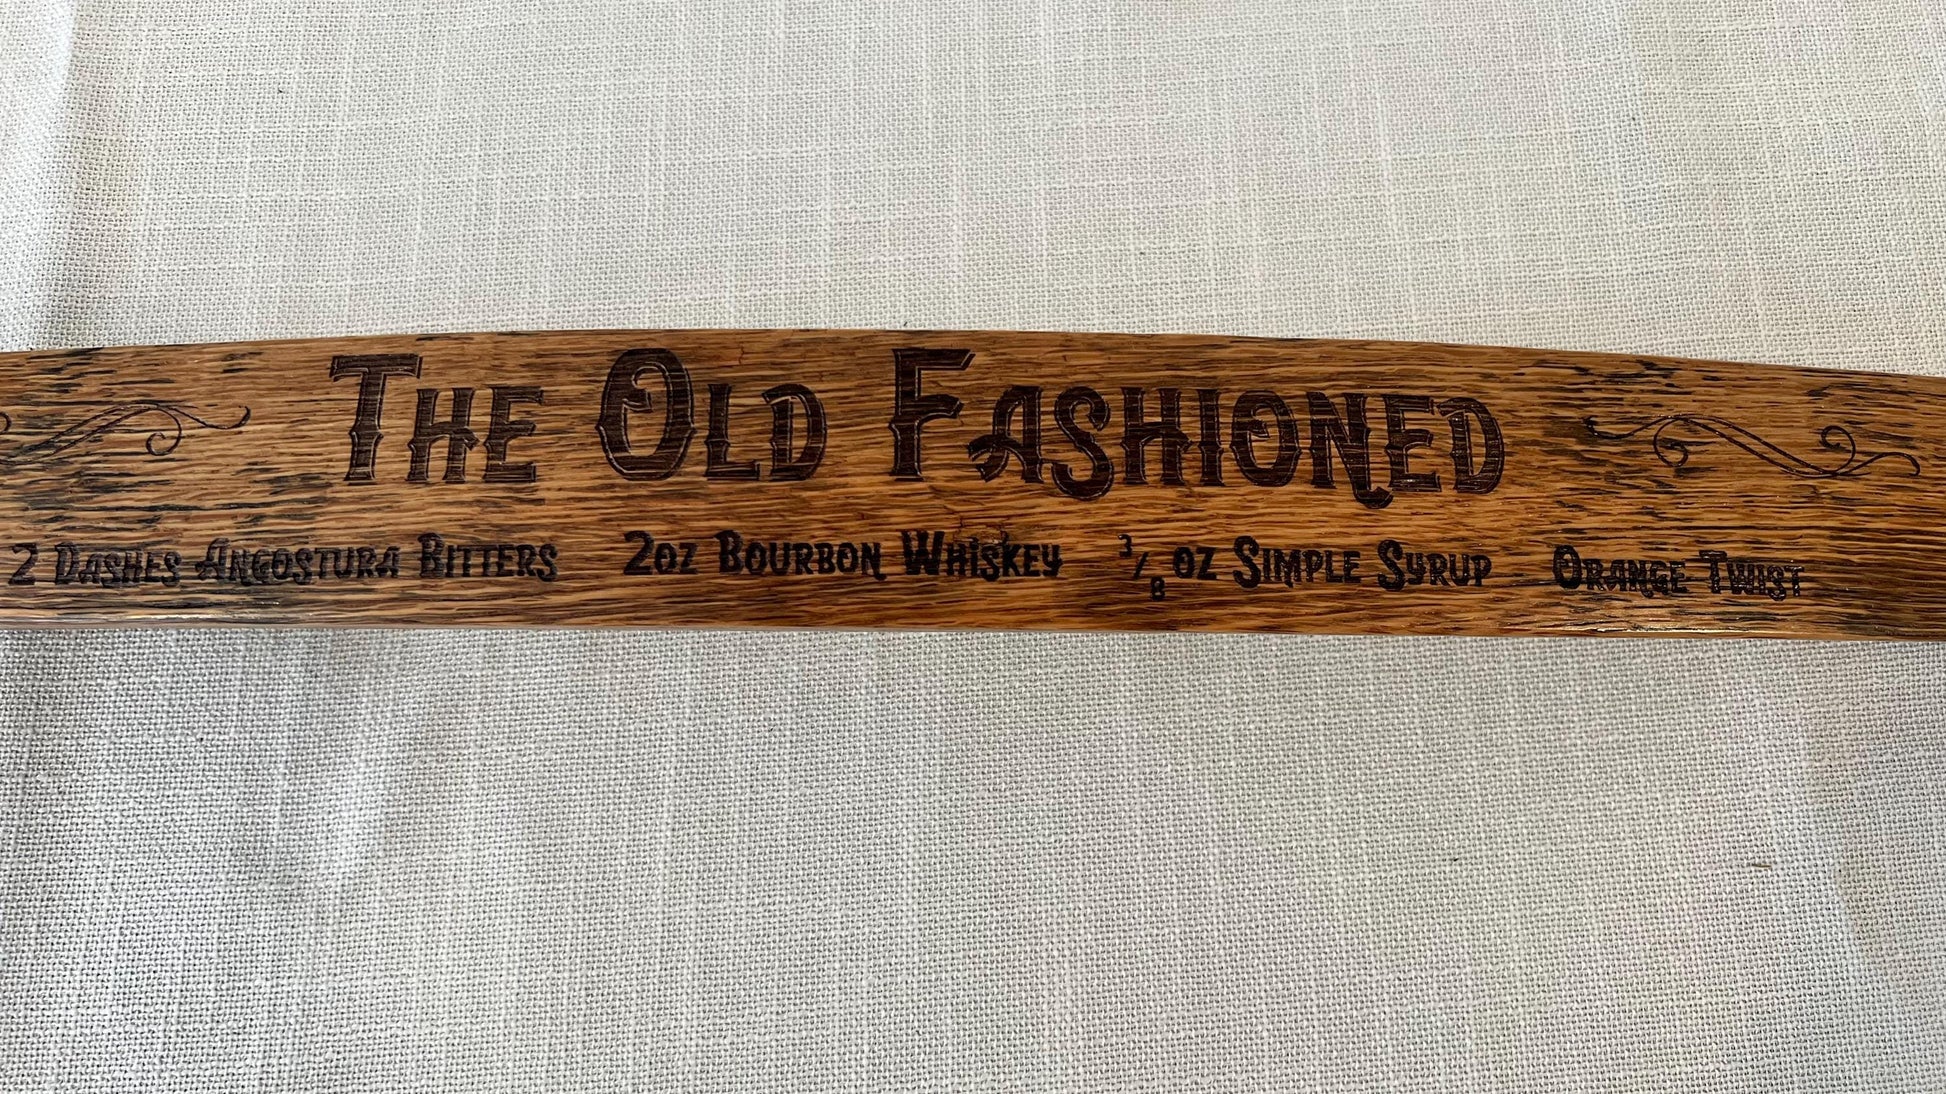 The Old Fashioned
2 Dashes Angostura Bitters 2oz Bourbon Whiskey 3/8 oz Simple Syrup Orange Twist